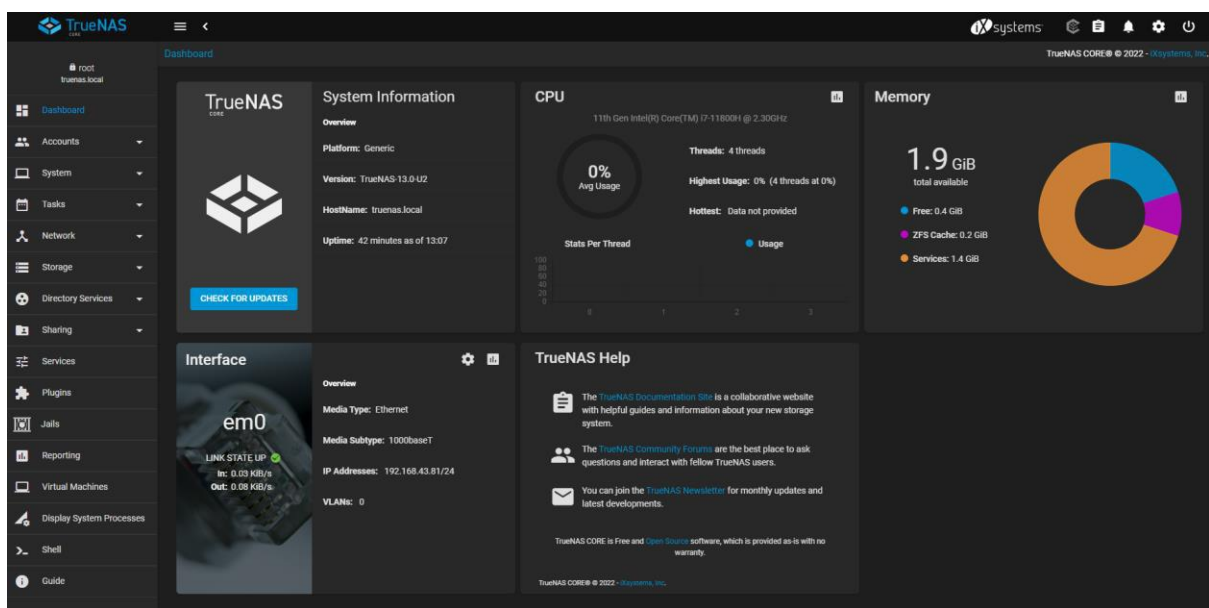 TrueNAS
CORE
iXsystems
root
truenas.local
Dashboard
TrueNAS CORE® © 2022 - iXsystems, Inc.
Dashboard
Accounts
System
Tasks
Network
Storage
Directory Services
Sharing
Services
Plugins
Jails
Reporting
Virtual Machines
Display System Processes
Shell
Guide
TrueNAS
CORE
CHECK FOR UPDATES
System Information
Overview
Platform: Generic
Version: TrueNAS-13.0-U2
HostName: truenas.local
Uptime: 42 minutes as of 13:07
CPU
11th Gen Intel(R) Core(TM) i7-11800H @ 2.30GHz
0%
Avg Usage
Threads: 4 threads
Highest Usage: 0% (4 threads at 0%)
Hottest: Data not provided
Stats Per Thread
Usage
100
80
60
40
20
0
0 1 2 3
Memory
1.9 GiB
total available
Free: 0.4 GiB
ZFS Cache: 0.2 GiB
Services: 1.4 GiB
Interface
em0
LINK STATE UP
In: 0.03 KiB/s
Out: 0.08 KiB/s
Overview
Media Type: Ethernet
Media Subtype: 1000baseT
IP Addresses: 192.168.43.81/24
VLANs: 0
TrueNAS Help
The TrueNAS Documentation Site is a collaborative website
with helpful guides and information about your new storage
system.
The TrueNAS Community Forums are the best place to ask
questions and interact with fellow TrueNAS users.
You can join the TrueNAS Newsletter for monthly updates and
latest developments.
TrueNAS CORE is Free and Open Source software, which is provided as-is with no
warranty.
TrueNAS CORE® © 2022 - iXsystems, Inc.